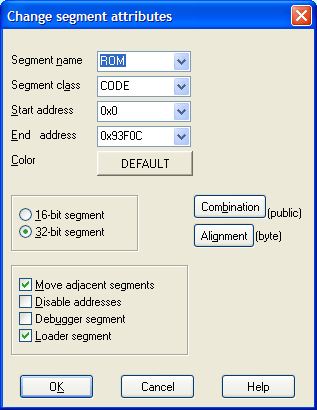 Change segment attributes
Segment name ROM
Segment class CODE
Start address 0x0
End address 0x93F0C
Color DEFAULT
16-bit segment
32-bit segment
Combination (public)
Alignment (byte)
Move adjacent segments
Disable addresses
Debugger segment
Loader segment
OK Cancel Help